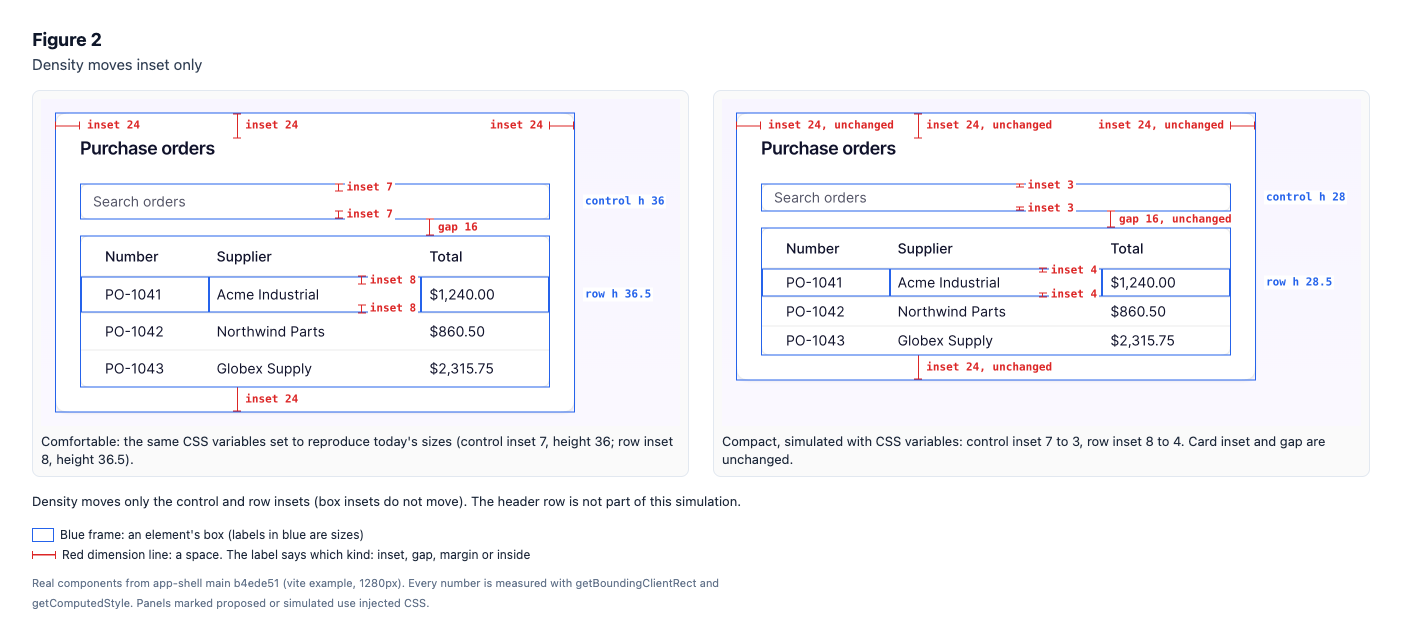 Figure 2
Density moves inset only
inset 24
inset 24
inset 24
Purchase orders
inset 7
Search orders
control h 36
inset 7
gap 16
Number Supplier Total
inset 8
PO-1041 Acme Industrial $1,240.00
row h 36.5
inset 8
PO-1042 Northwind Parts $860.50
PO-1043 Globex Supply $2,315.75
inset 24
Comfortable: the same CSS variables set to reproduce today's sizes (control inset 7, height 36; row inset
8, height 36.5).
inset 24, unchanged
inset 24, unchanged
inset 24, unchanged
Purchase orders
inset 3
Search orders
control h 28
inset 3
gap 16, unchanged
Number Supplier Total
inset 4
PO-1041 Acme Industrial $1,240.00
row h 28.5
inset 4
PO-1042 Northwind Parts $860.50
PO-1043 Globex Supply $2,315.75
inset 24, unchanged
Compact, simulated with CSS variables: control inset 7 to 3, row inset 8 to 4. Card inset and gap are
unchanged.
Density moves only the control and row insets (box insets do not move). The header row is not part of this simulation.
Blue frame: an element's box (labels in blue are sizes)
Red dimension line: a space. The label says which kind: inset, gap, margin or inside
Real components from app-shell main b4ede51 (vite example, 1280px). Every number is measured with getBoundingClientRect and
getComputedStyle. Panels marked proposed or simulated use injected CSS.